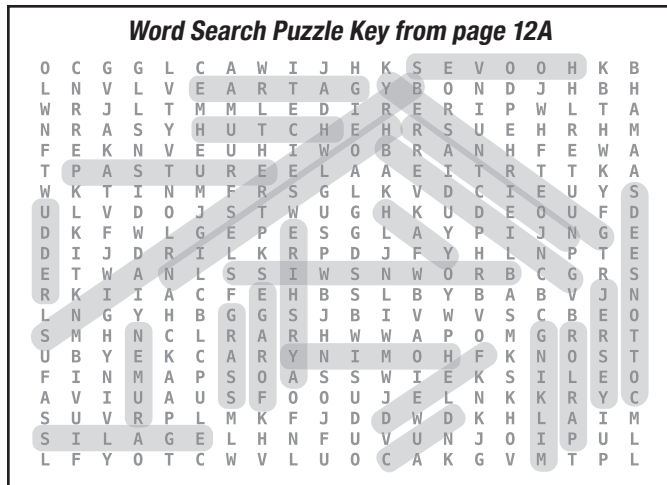 Word Search Puzzle Key from page 12A
O C G G L C A W I J H K S E V O O H K B
L N V L V E A R T A G Y B O N D J H B H
W R J L T M M L E D I R E R I P W L T A
N R A S Y H U T C H E H R S U E H R H M
F E K N V E U H I W O B R A N H F E W A
T P A S T U R E E L A A E I T R T T K A
W K T I N M F R S G L K V D C I E U Y S
U L V D O J S T W U G H K U D E O U F D
D K F W L G E P E S G L A Y P I J N G E
D I J D R I L K R P D J F Y H L N P T E
E T W A N L S S I W S N W O R B C G R S
R K I I A C F E H B S L B Y B A B V J N
L N G Y H B G G S J B I V W V S C B E O
S M H N C L R A R H W W A P O M G R R T
U B Y E K C A R Y N I M O H F K N O S T
F I N M A P S O A S S W I E K S I L E O
A V I U A U S F O O U J E L N K K R Y C
S U V R P L M K F J D D W D K H L A I M
S I L A G E L H N F U V U N J O I P U L
L F Y O T C W V L U O C A K G V M T P L